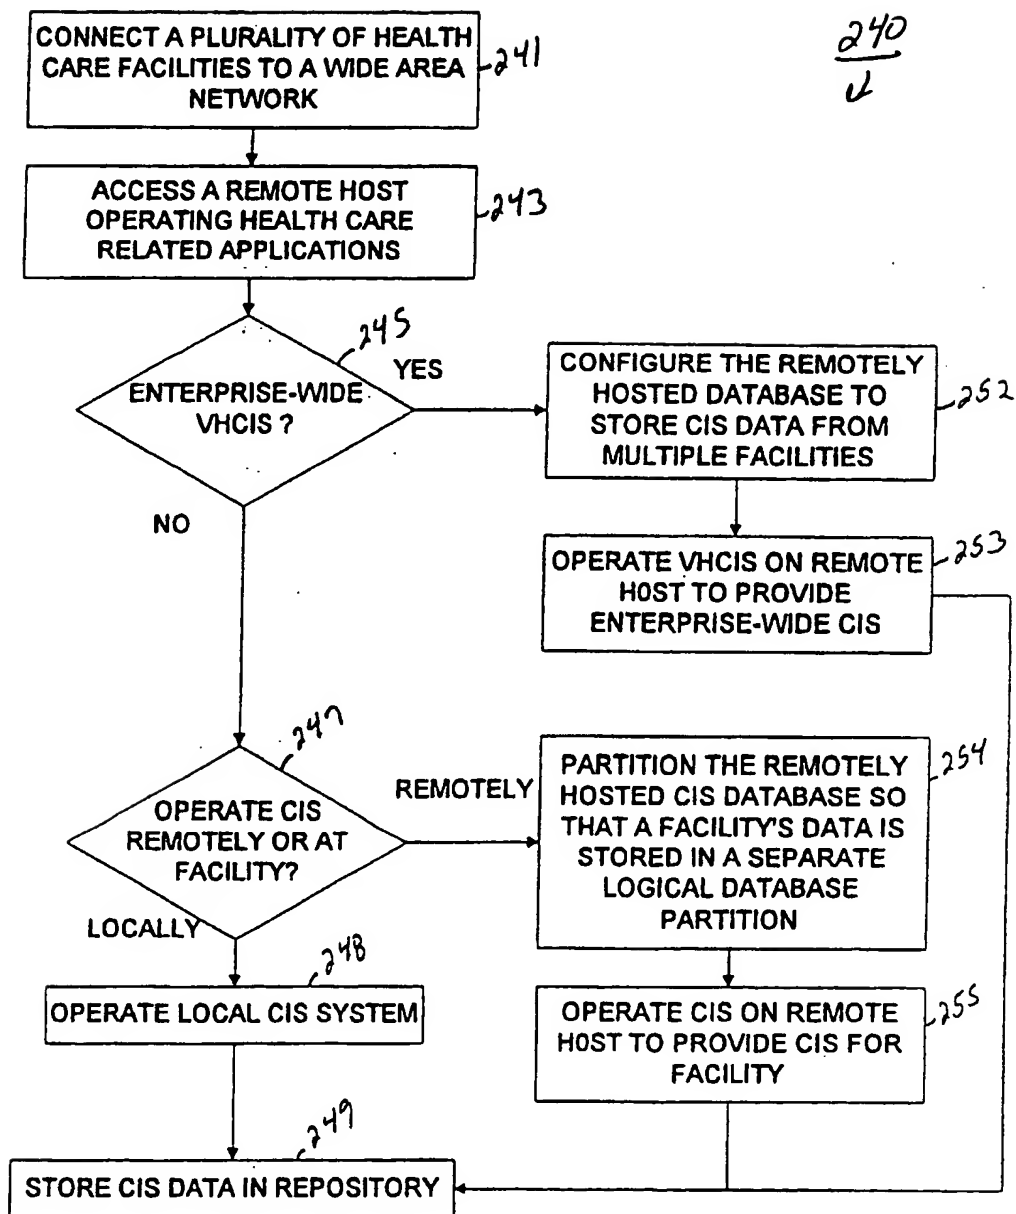 240
CONNECT A PLURALITY OF HEALTH
CARE FACILITIES TO A WIDE AREA
NETWORK
241
ACCESS A REMOTE HOST
OPERATING HEALTH CARE
RELATED APPLICATIONS
243
245
ENTERPRISE-WIDE
VHCIS ?
YES
NO
CONFIGURE THE REMOTELY
HOSTED DATABASE TO
STORE CIS DATA FROM
MULTIPLE FACILITIES
252
OPERATE VHCIS ON REMOTE
HOST TO PROVIDE
ENTERPRISE-WIDE CIS
253
247
OPERATE CIS
REMOTELY OR AT
FACILITY?
REMOTELY
LOCALLY
PARTITION THE REMOTELY
HOSTED CIS DATABASE SO
THAT A FACILITY'S DATA IS
STORED IN A SEPARATE
LOGICAL DATABASE
PARTITION
254
248
OPERATE LOCAL CIS SYSTEM
OPERATE CIS ON REMOTE
HOST TO PROVIDE CIS FOR
FACILITY
255
249
STORE CIS DATA IN REPOSITORY